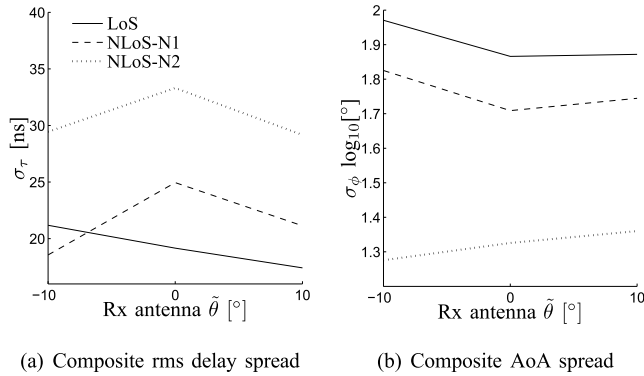 (a)
40
35
30
25
20
σ_τ [ns]
LoS
NLoS-N1
NLoS-N2
−10
0
10
Rx antenna θ̃ [°]
(b)
2
1.9
1.8
1.7
1.6
1.5
1.4
1.3
σ_ϕ log10[°]
−10
0
10
Rx antenna θ̃ [°]
(a) Composite rms delay spread
(b) Composite AoA spread